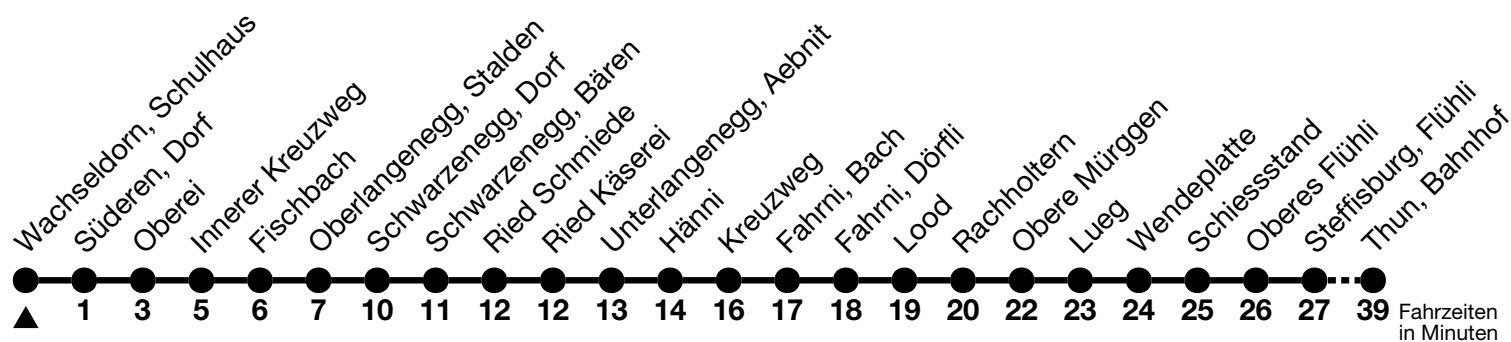 Wachseldorn, Schulhaus
Süderen, Dorf
Oberei
Innerer Kreuzweg
Fischbach
Oberlangenegg, Stalden
Schwarzenegg, Dorf
Schwarzenegg, Bären
Ried Schmiede
Ried Käserei
Unterlangenegg, Aebnit
Hänni
Kreuzweg
Fahrni, Bach
Fahrni, Dörfli
Lood
Rachholtern
Obere Mürggen
Lueg
Wendeplatte
Schiessstand
Oberes Flühli
Steffisburg, Flühli
Thun, Bahnhof
1 3 5 6 7 10 11 12 12 13 14 16 17 18 19 20 22 23 24 25 26 27 39 Fahrzeiten
in Minuten